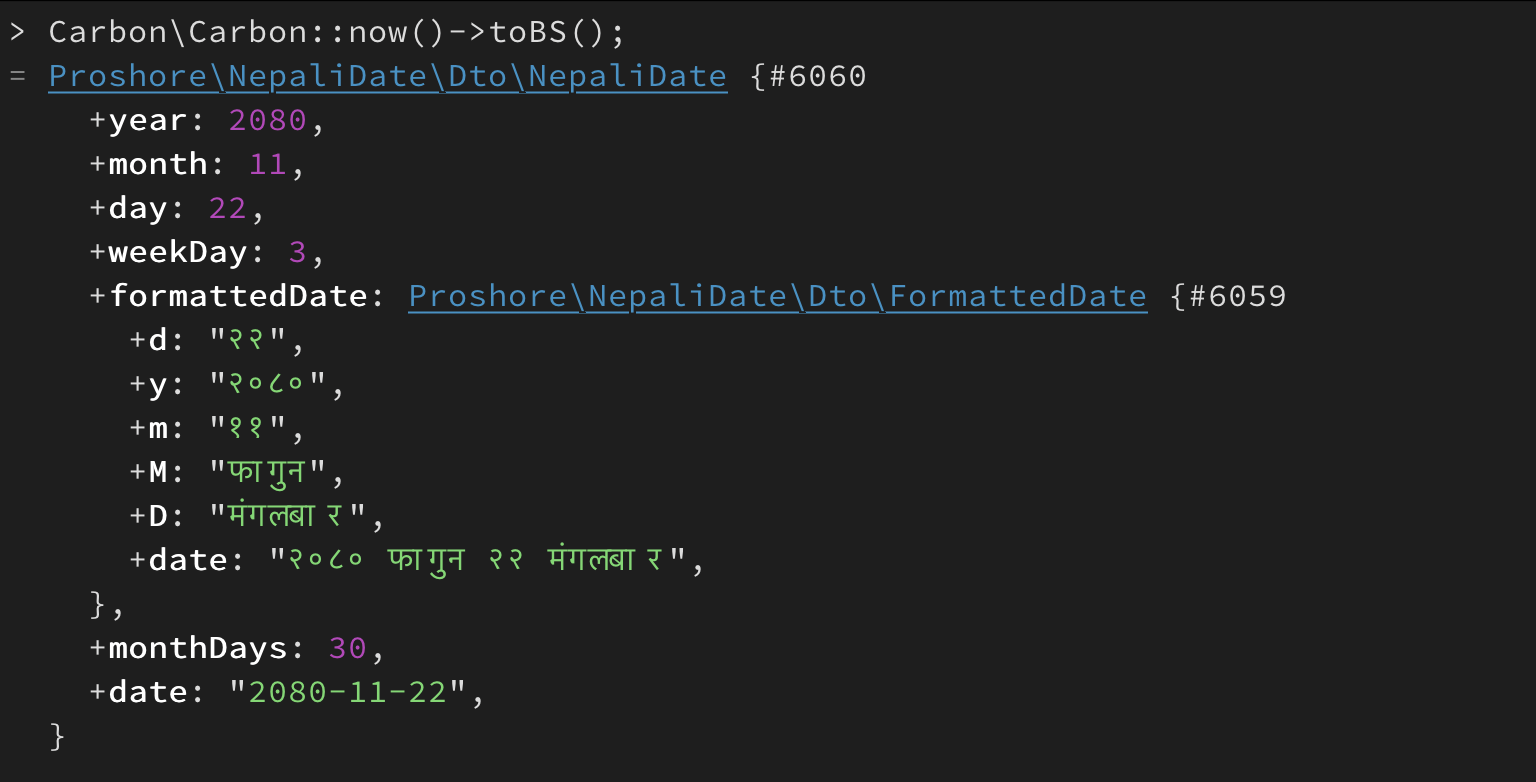 > Carbon\Carbon::now()->toBS();
= Proshore\NepaliDate\Dto\NepaliDate {#6060
+year: 2080,
+month: 11,
+day: 22,
+weekDay: 3,
+formattedDate: Proshore\NepaliDate\Dto\FormattedDate {#6059
+d: "२२",
+y: "२०८०",
+m: "११",
+M: "फागुन",
+D: "मंगलबार",
+date: "२०८० फागुन २२ मंगलबार",
},
+monthDays: 30,
+date: "2080-11-22",
}